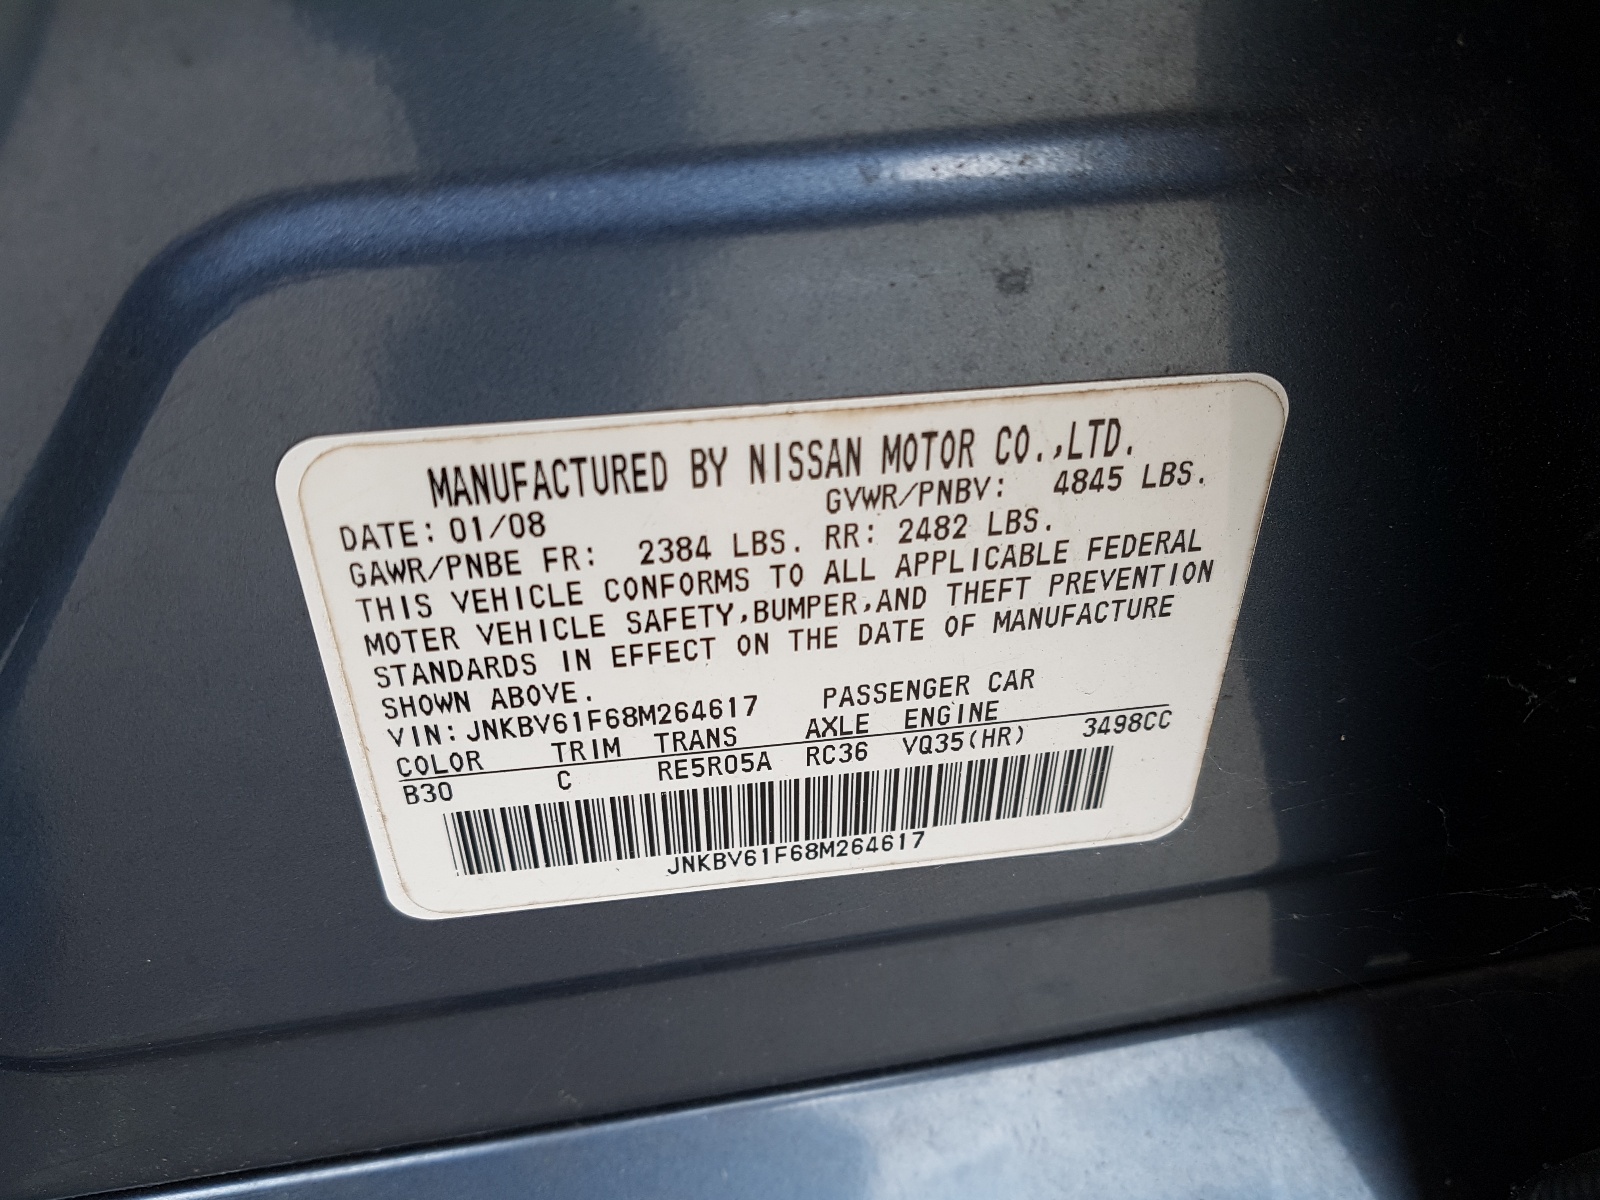 MANUFACTURED BY NISSAN MOTOR CO.,LTD.
DATE: 01/08 GVWR/PNBV: 4845 LBS.
GAWR/PNBE FR: 2384 LBS. RR: 2482 LBS.
THIS VEHICLE CONFORMS TO ALL APPLICABLE FEDERAL
MOTER VEHICLE SAFETY,BUMPER,AND THEFT PREVENTION
STANDARDS IN EFFECT ON THE DATE OF MANUFACTURE
SHOWN ABOVE.
VIN: JNKBV61F68M264617 PASSENGER CAR
COLOR TRIM TRANS AXLE ENGINE
B30 C RE5R05A RC36 VQ35(HR) 3498CC
JNKBV61F68M264617